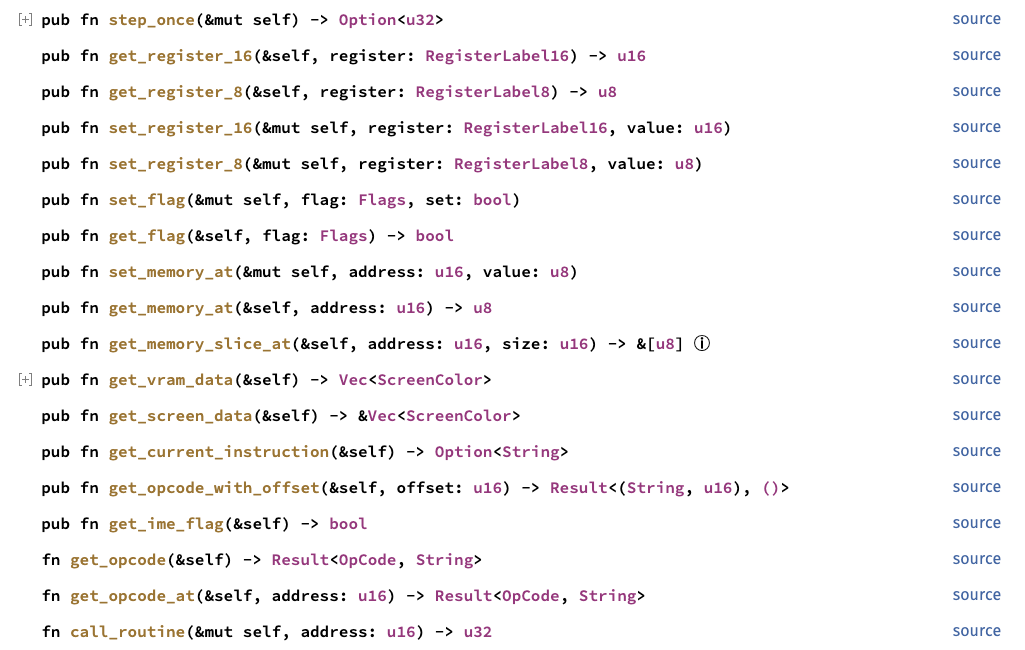 [+] pub fn step_once(&mut self) -> Option<u32> source
pub fn get_register_16(&self, register: RegisterLabel16) -> u16 source
pub fn get_register_8(&self, register: RegisterLabel8) -> u8 source
pub fn set_register_16(&mut self, register: RegisterLabel16, value: u16) source
pub fn set_register_8(&mut self, register: RegisterLabel8, value: u8) source
pub fn set_flag(&mut self, flag: Flags, set: bool) source
pub fn get_flag(&self, flag: Flags) -> bool source
pub fn set_memory_at(&mut self, address: u16, value: u8) source
pub fn get_memory_at(&self, address: u16) -> u8 source
pub fn get_memory_slice_at(&self, address: u16, size: u16) -> &[u8] ⓘ source
[+] pub fn get_vram_data(&self) -> Vec<ScreenColor> source
pub fn get_screen_data(&self) -> &Vec<ScreenColor> source
pub fn get_current_instruction(&self) -> Option<String> source
pub fn get_opcode_with_offset(&self, offset: u16) -> Result<(String, u16), ()> source
pub fn get_ime_flag(&self) -> bool source
fn get_opcode(&self) -> Result<OpCode, String> source
fn get_opcode_at(&self, address: u16) -> Result<OpCode, String> source
fn call_routine(&mut self, address: u16) -> u32 source